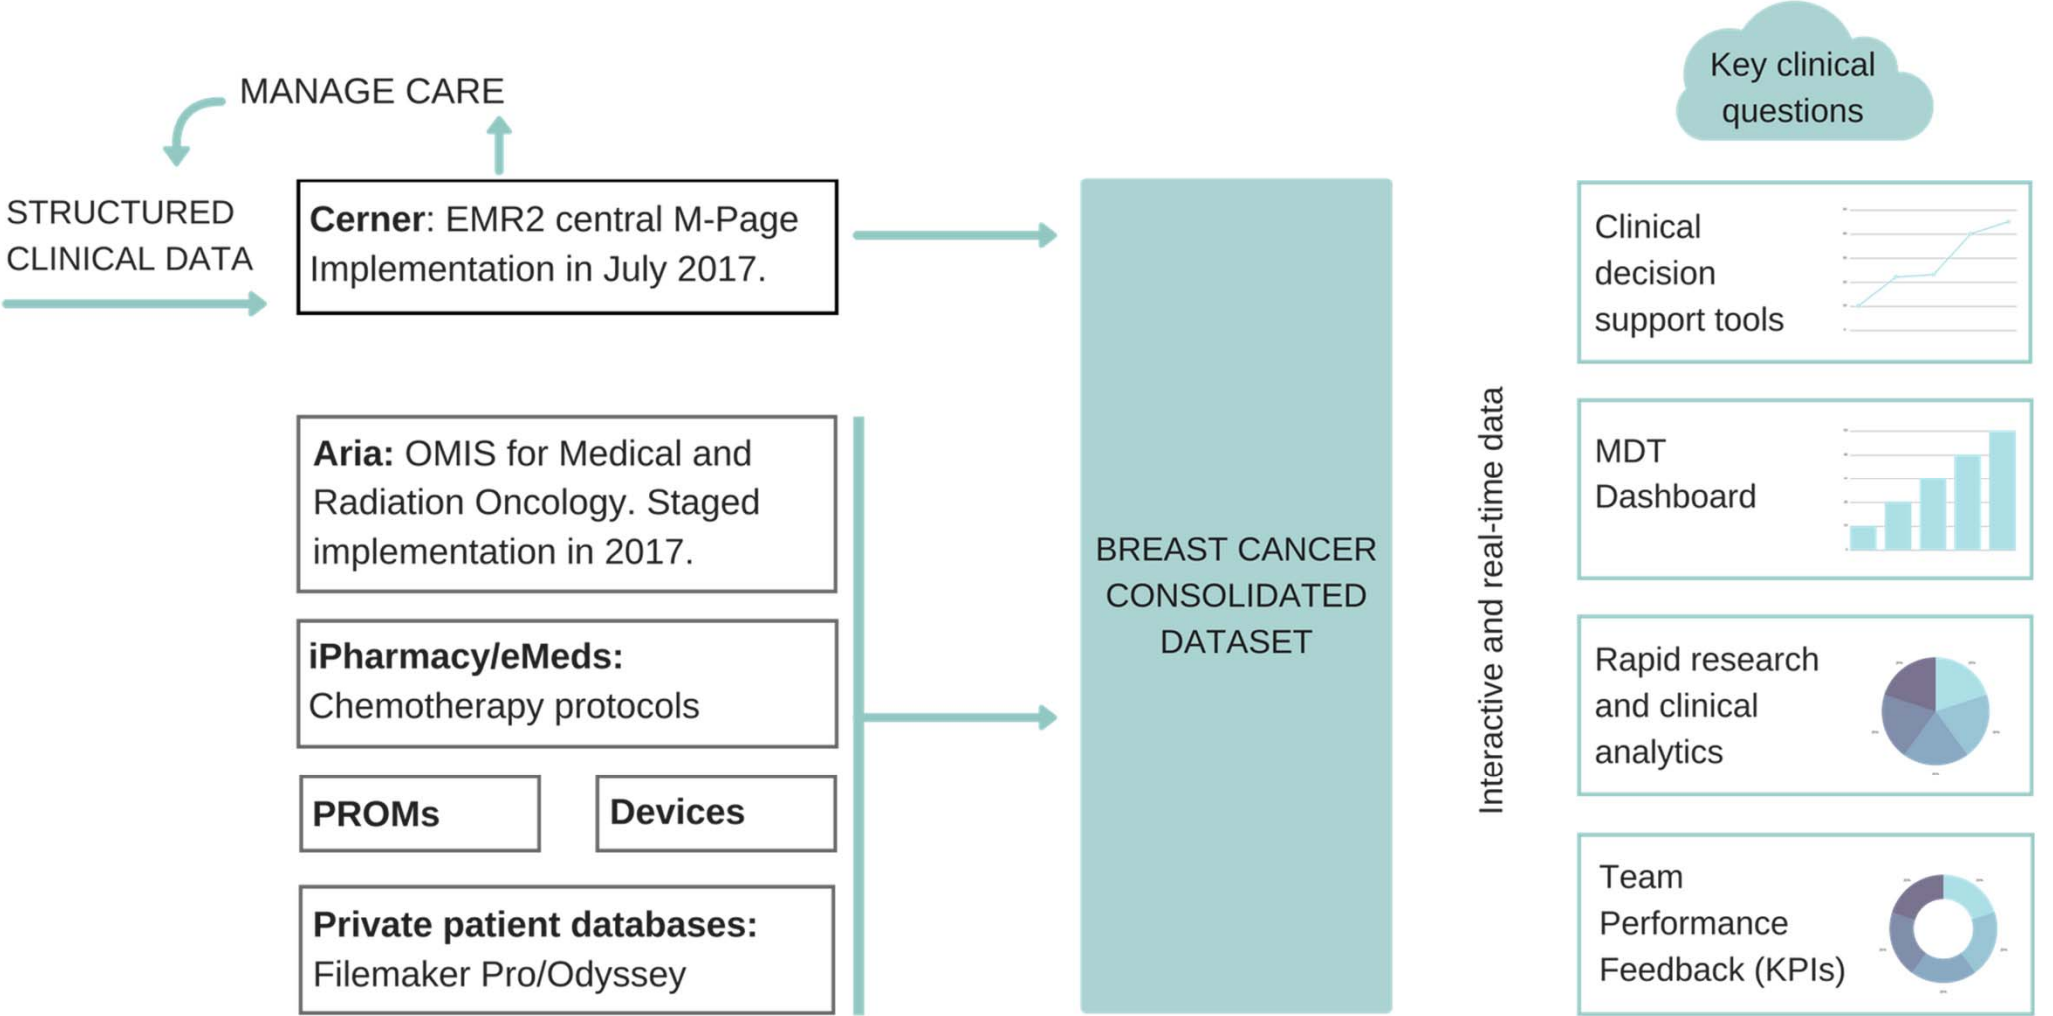 MANAGE CARE
STRUCTURED
CLINICAL DATA
Cerner: EMR2 central M-Page
Implementation in July 2017.
Aria: OMIS for Medical and
Radiation Oncology. Staged
implementation in 2017.
iPharmacy/eMeds:
Chemotherapy protocols
PROMs
Devices
Private patient databases:
Filemaker Pro/Odyssey
BREAST CANCER
CONSOLIDATED
DATASET
Interactive and real-time data
Key clinical
questions
Clinical
decision
support tools
MDT
Dashboard
Rapid research
and clinical
analytics
Team
Performance
Feedback (KPIs)